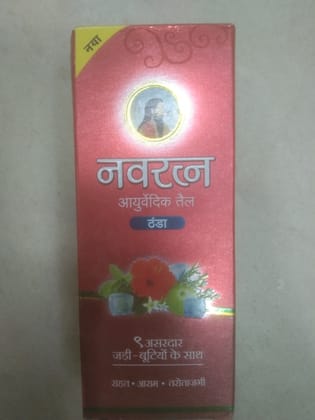 नया
नवरत्न
आयुर्वेदिक तैल
ठंडा
९ असरदार
जड़ी-बूटियों के साथ
राहत • आराम • तरोताजगी